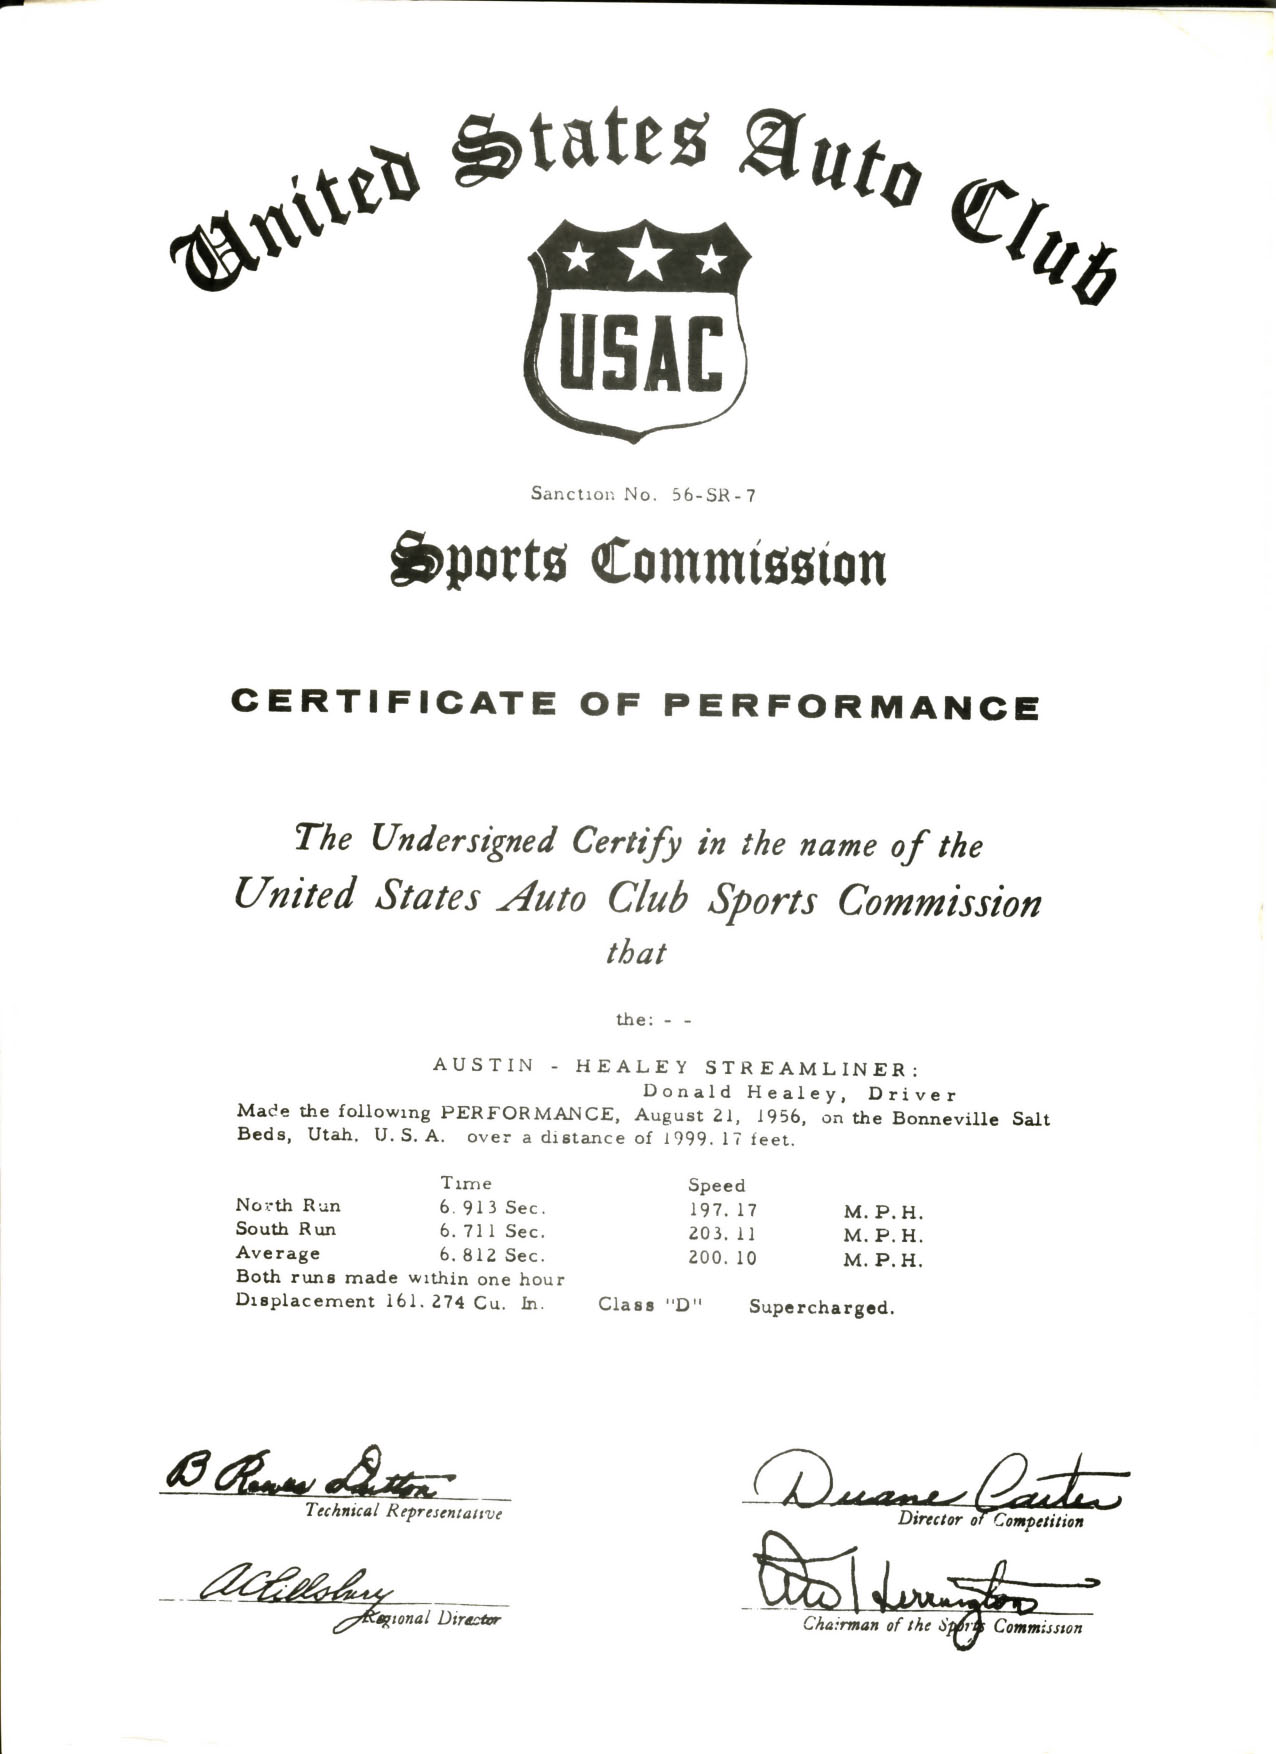 United States Auto Club
USAC
Sanction No. 56-SR-7
Sports Commission
CERTIFICATE OF PERFORMANCE
The Undersigned Certify in the name of the
United States Auto Club Sports Commission
that
the: - -
AUSTIN - HEALEY STREAMLINER:
Donald Healey, Driver
Made the following PERFORMANCE, August 21, 1956, on the Bonneville Salt
Beds, Utah. U.S.A. over a distance of 1999.17 feet.
Time Speed
North Run 6.913 Sec. 197.17 M.P.H.
South Run 6.711 Sec. 203.11 M.P.H.
Average 6.812 Sec. 200.10 M.P.H.
Both runs made within one hour
Displacement 161.274 Cu. In. Class "D" Supercharged.
B Dutton Duane Carter
Technical Representative Director of Competition
A C Pillsbury Herrington
Regional Director Chairman of the Sports Commission